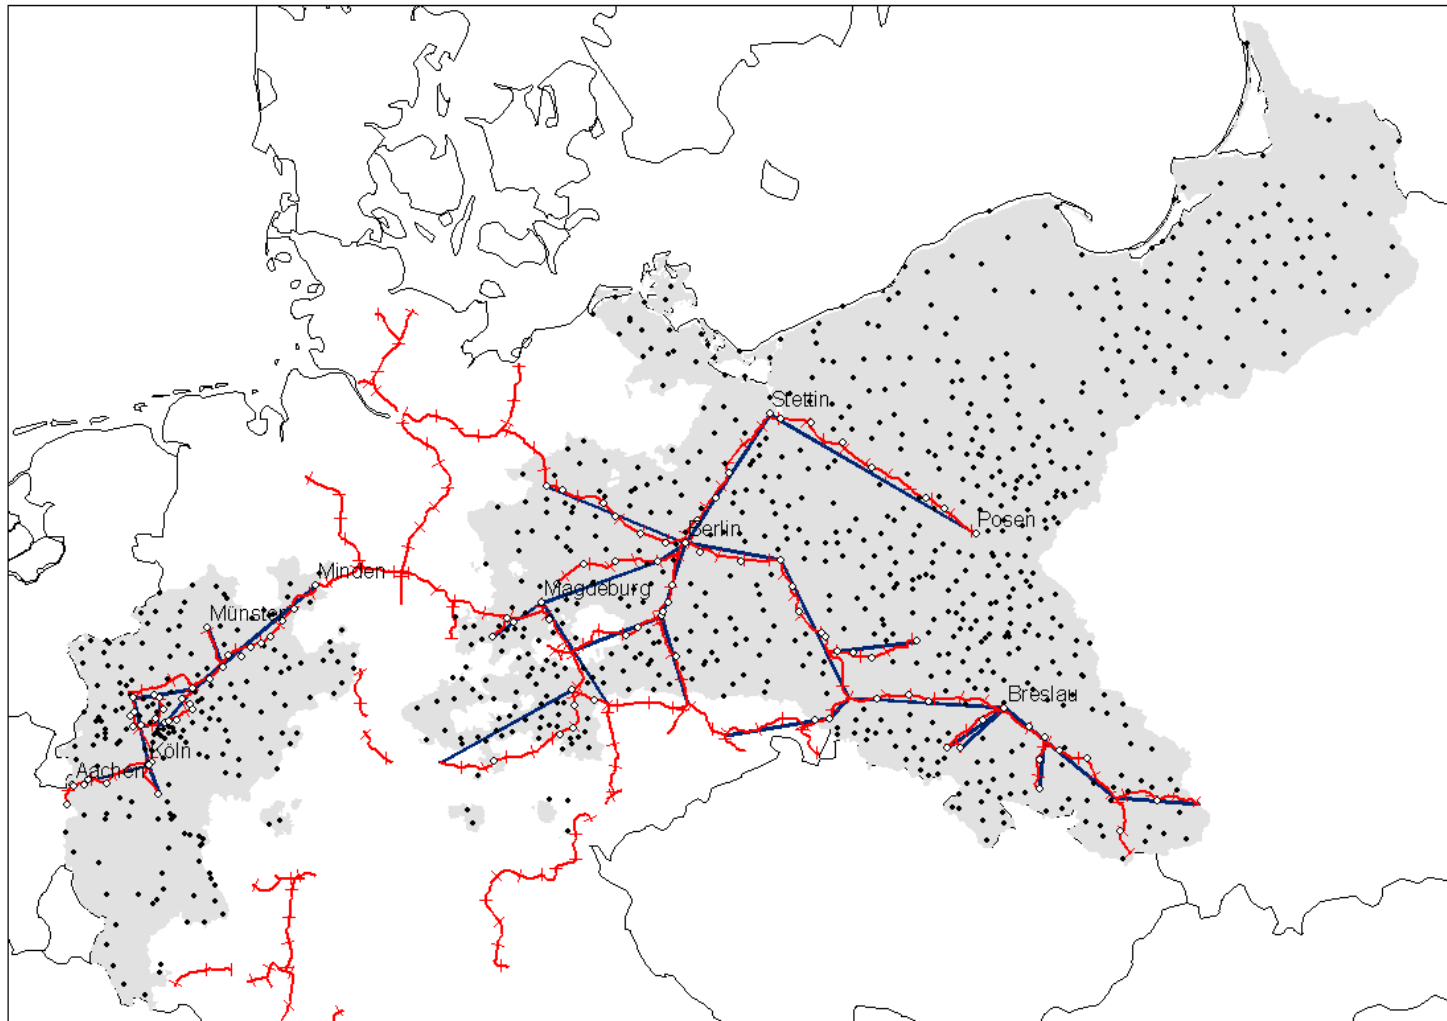 Stettin
Posen
Berlin
Minden
Magdeburg
Münster
Breslau
Köln
Aachen